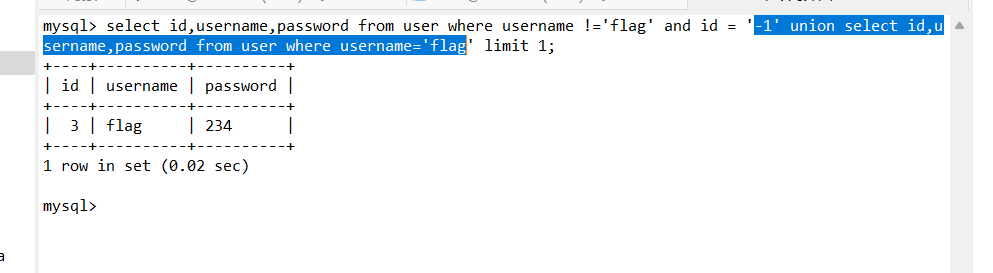 mysql> select id,username,password from user where username !='flag' and id = '-1' union select id,u
sername,password from user where username='flag' limit 1;
+----+----------+----------+
| id | username | password |
+----+----------+----------+
|  3 | flag     | 234      |
+----+----------+----------+
1 row in set (0.02 sec)
mysql>
a